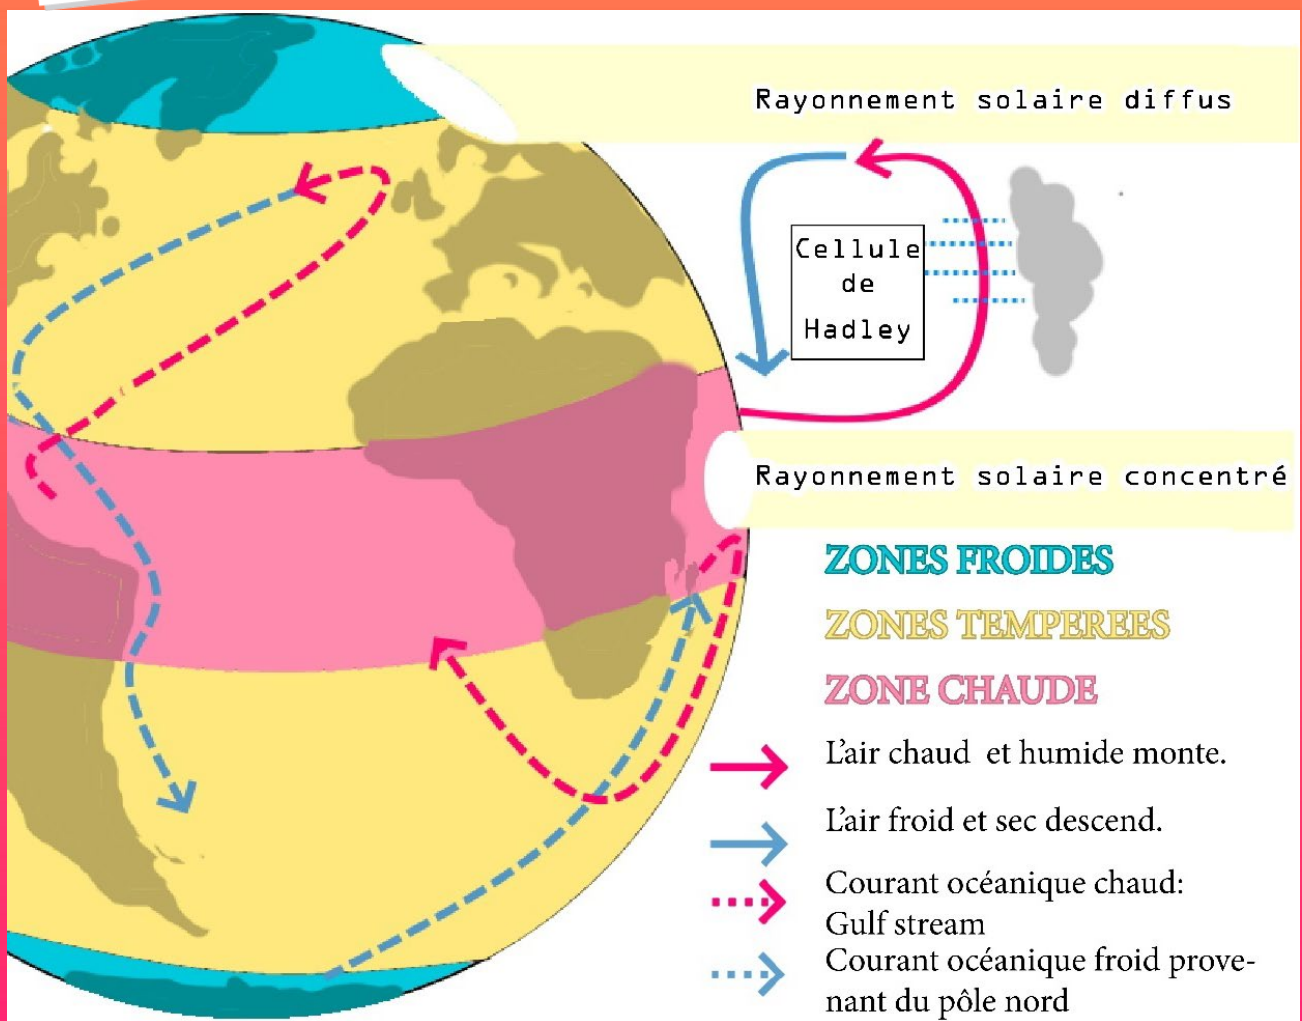 Rayonnement solaire diffus
Cellule
de
Hadley
Rayonnement solaire concentré
ZONES FROIDES
ZONES TEMPEREES
ZONE CHAUDE
L'air chaud et humide monte.
L'air froid et sec descend.
Courant océanique chaud:
Gulf stream
Courant océanique froid prove-
nant du pôle nord